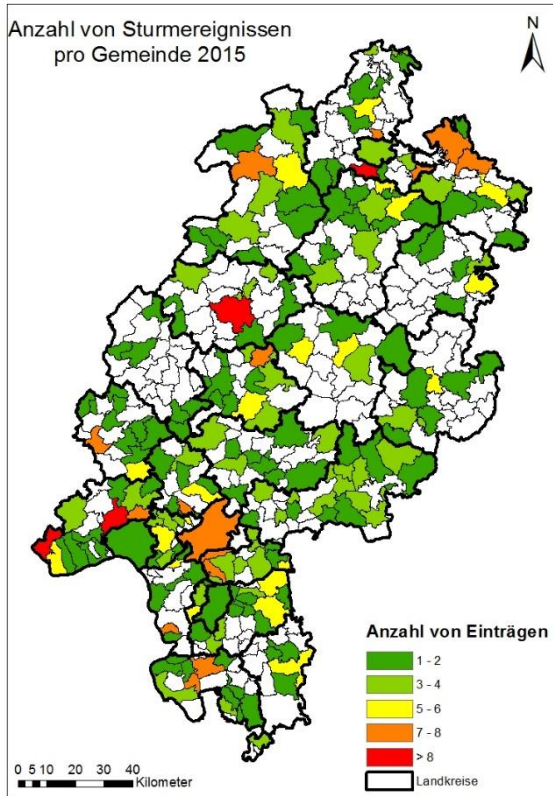 Anzahl von Sturmereignissen
pro Gemeinde 2015
N
Anzahl von Einträgen
1 - 2
3 - 4
5 - 6
7 - 8
>8
Landkreise
0 5 10 20 30 40
Kilometer